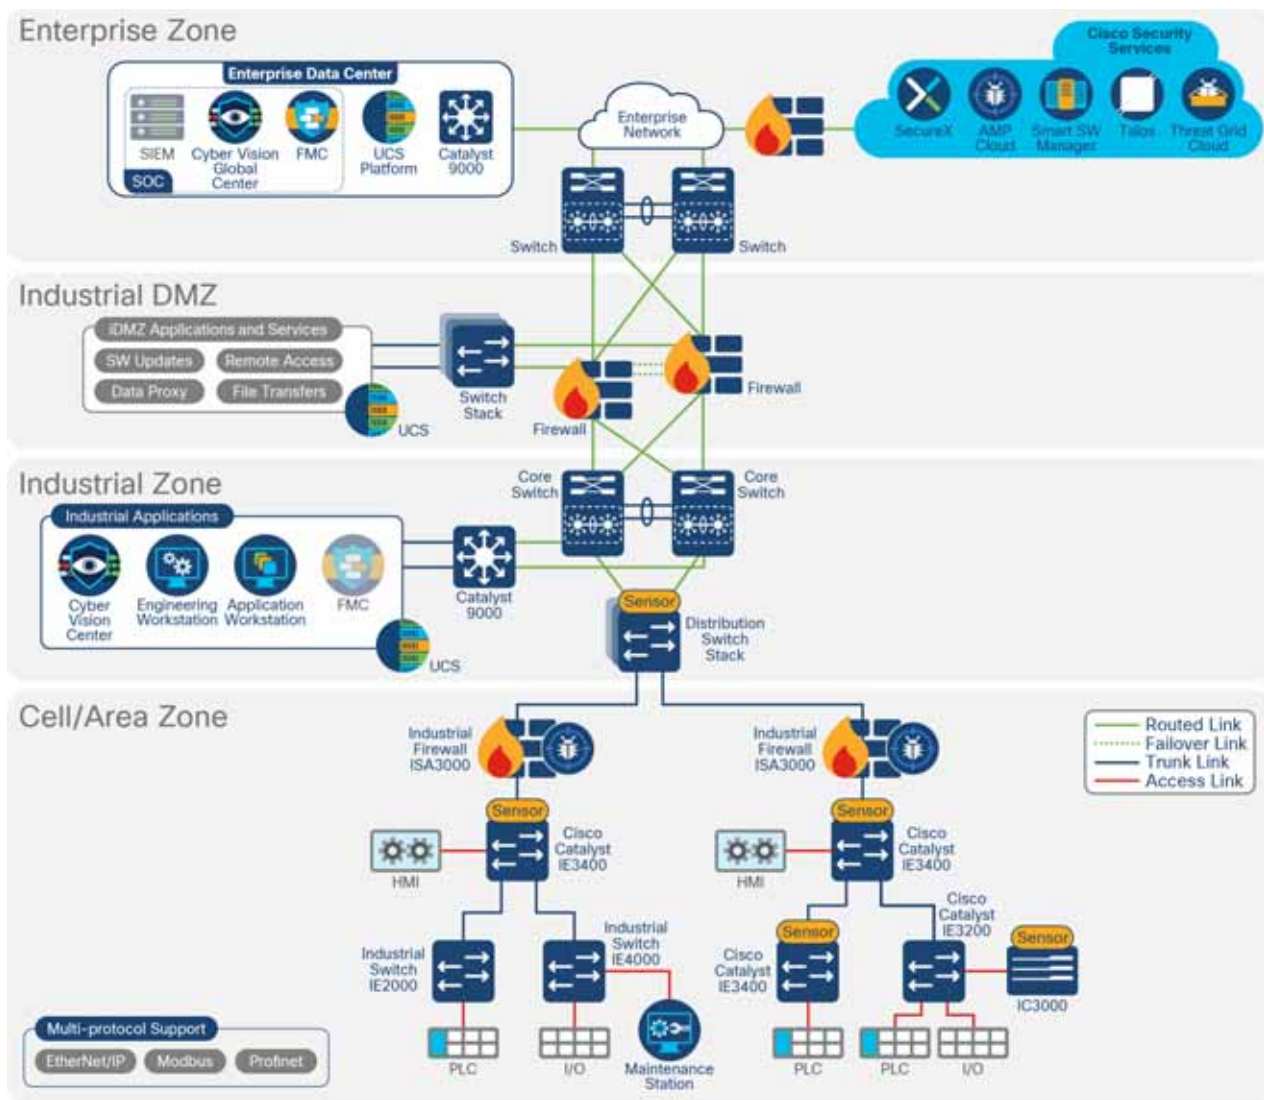 Enterprise Zone
Enterprise Data Center
SIEM
Cyber Vision
Global
Center
FMC
UCS
Platform
Catalyst
9000
SOC
Enterprise
Network
Cisco Security
Services
SecureX
AMP
Cloud
Smart SW
Manager
Talos
Threat Grid
Cloud
Switch
Switch
Industrial DMZ
iDMZ Applications and Services
SW Updates
Remote Access
Data Proxy
File Transfers
UCS
Switch
Stack
Firewall
Firewall
Industrial Zone
Industrial Applications
Cyber
Vision
Center
Engineering
Workstation
Application
Workstation
FMC
UCS
Catalyst
9000
Core
Switch
Core
Switch
Sensor
Distribution
Switch
Stack
Cell/Area Zone
Industrial
Firewall
ISA3000
Industrial
Firewall
ISA3000
Routed Link
Failover Link
Trunk Link
Access Link
Sensor
Cisco
Catalyst
IE3400
HMI
Sensor
Cisco
Catalyst
IE3400
HMI
Industrial
Switch
IE2000
Industrial
Switch
IE4000
Sensor
Cisco
Catalyst
IE3400
Cisco
Catalyst
IE3200
Sensor
IC3000
PLC
I/O
Maintenance
Station
PLC
PLC
I/O
Multi-protocol Support
EtherNet/IP
Modbus
Profinet